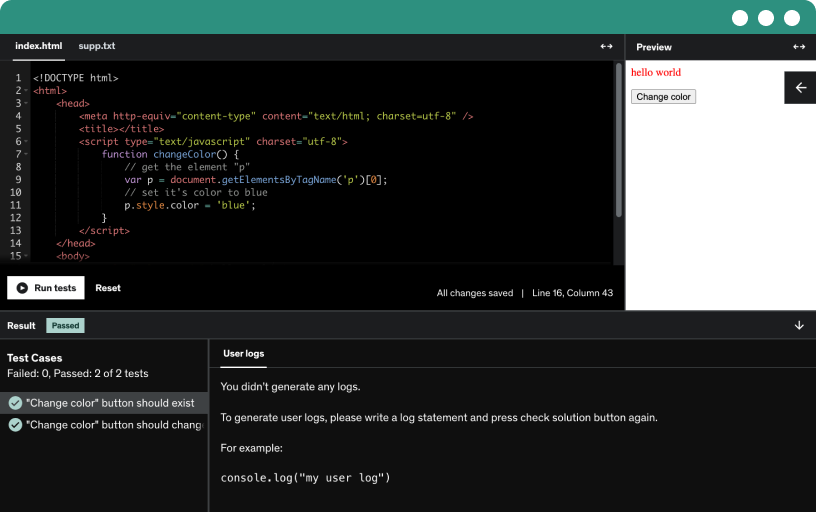 index.html supp.txt
1 <!DOCTYPE html>
2 <html>
3 <head>
4 <meta http-equiv="content-type" content="text/html; charset=utf-8" />
5 <title></title>
6 <script type="text/javascript" charset="utf-8">
7 function changeColor() {
8 // get the element "p"
9 var p = document.getElementsByTagName('p')[0];
10 // set it's color to blue
11 p.style.color = 'blue';
12 }
13 </script>
14 </head>
15 <body>
Run tests Reset All changes saved | Line 16, Column 43
Preview
hello world
Change color
Result Passed
Test Cases
Failed: 0, Passed: 2 of 2 tests
"Change color" button should exist
"Change color" button should chang
User logs
You didn't generate any logs.
To generate user logs, please write a log statement and press check solution button again.
For example:
console.log("my user log")